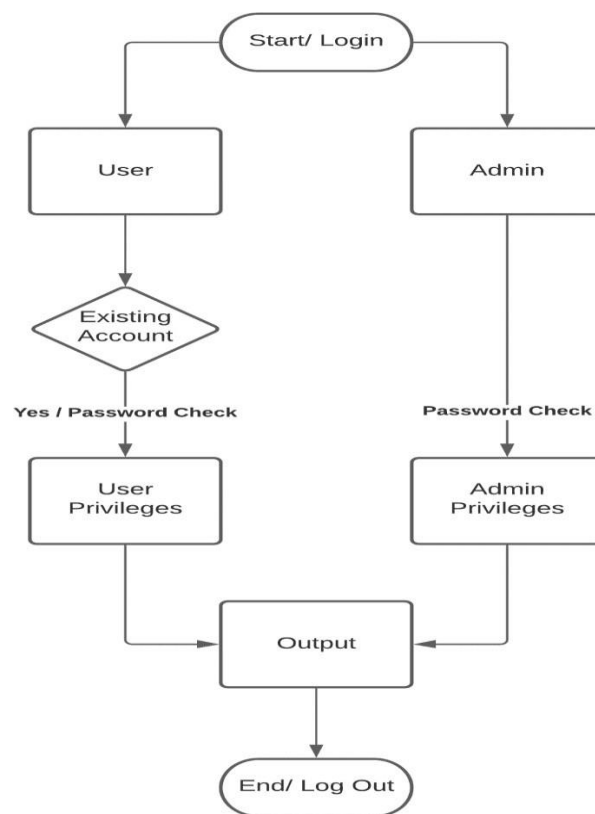 Start/ Login
User
Admin
Existing
Account
Yes / Password Check
Password Check
User
Privileges
Admin
Privileges
Output
End/ Log Out